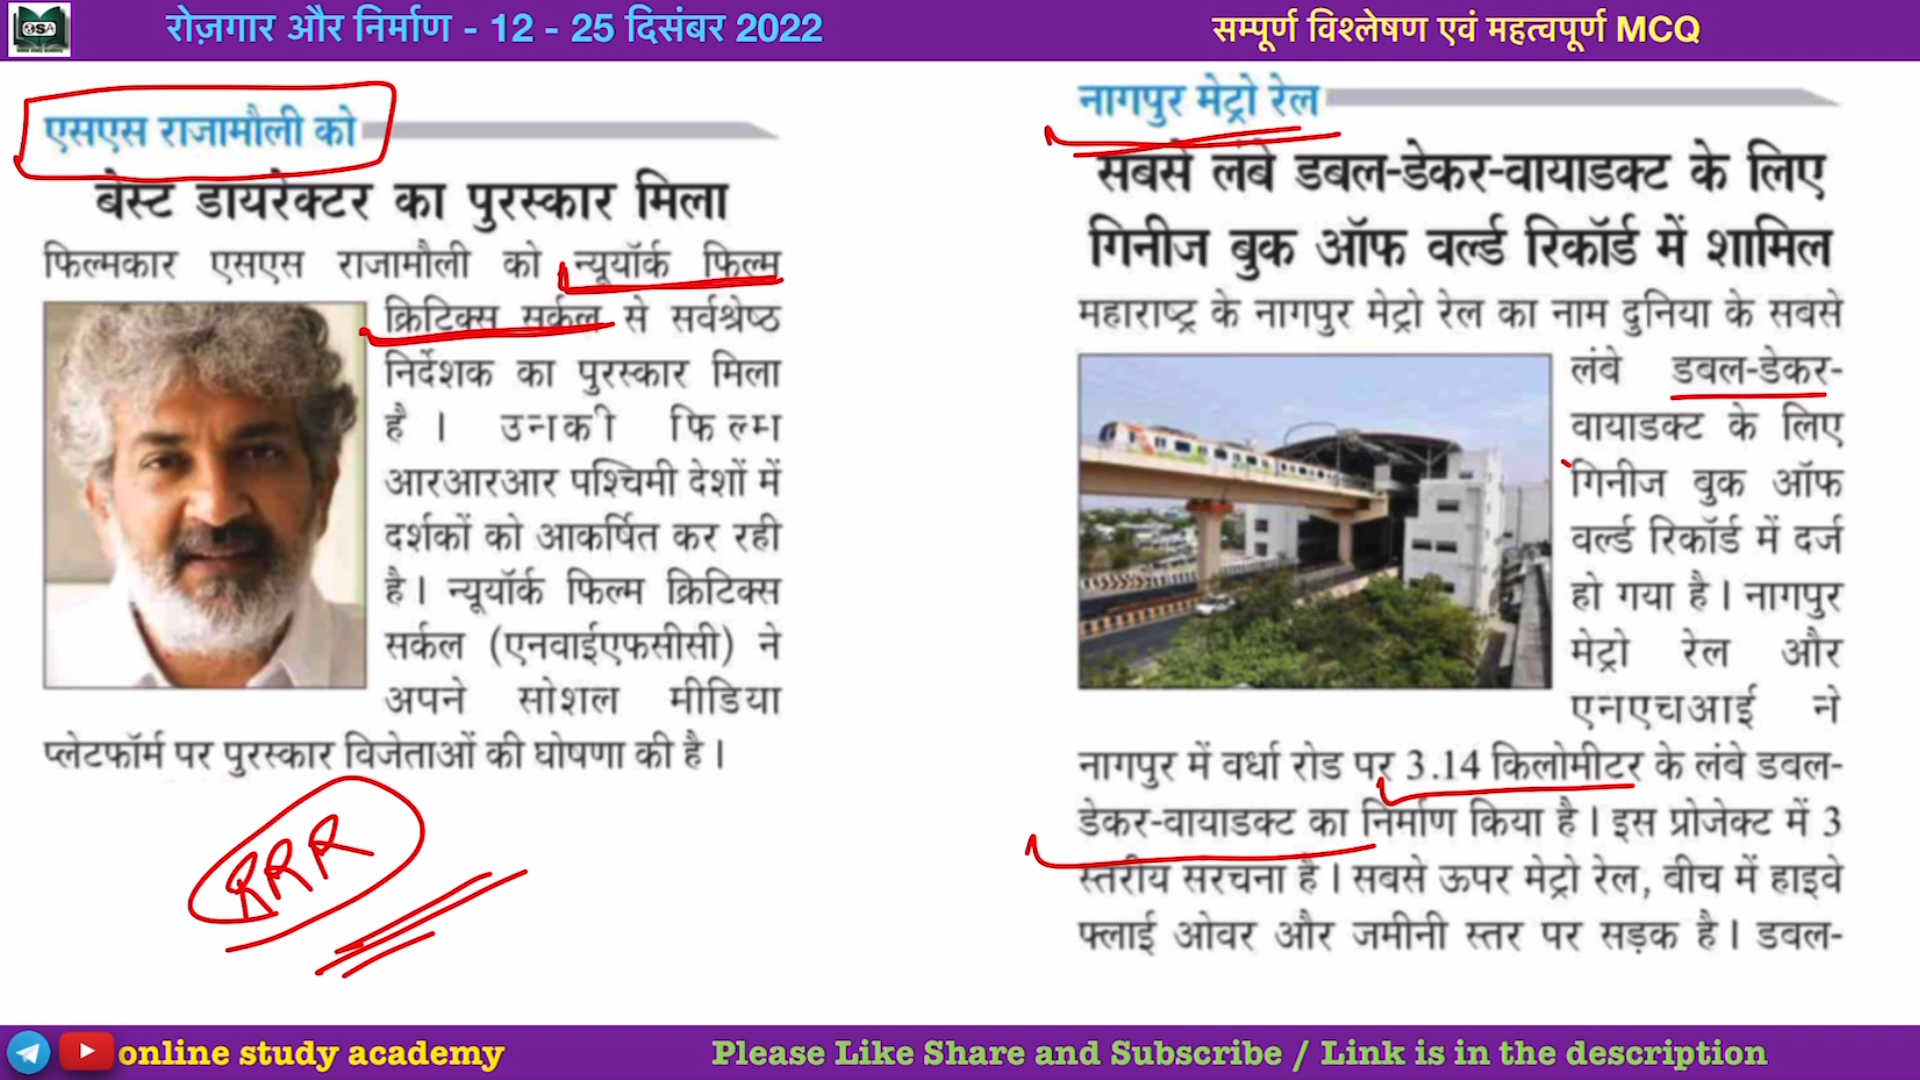 OSA
रोज़गार और निर्माण - 12 - 25 दिसंबर 2022
सम्पूर्ण विश्लेषण एवं महत्वपूर्ण MCQ
एसएस राजामौली को
बेस्ट डायरेक्टर का पुरस्कार मिला
फिल्मकार एसएस राजामौली को न्यूयॉर्क फिल्म
क्रिटिक्स सर्कल से सर्वश्रेष्ठ
निर्देशक का पुरस्कार मिला
है । उनकी फिल्म
आरआरआर पश्चिमी देशों में
दर्शकों को आकर्षित कर रही
है । न्यूयॉर्क फिल्म क्रिटिक्स
सर्कल (एनवाईएफसीसी) ने
अपने सोशल मीडिया
प्लेटफॉर्म पर पुरस्कार विजेताओं की घोषणा की है ।
RRR
नागपुर मेट्रो रेल
सबसे लंबे डबल-डेकर-वायाडक्ट के लिए
गिनीज बुक ऑफ वर्ल्ड रिकॉर्ड में शामिल
महाराष्ट्र के नागपुर मेट्रो रेल का नाम दुनिया के सबसे
लंबे डबल-डेकर-
वायाडक्ट के लिए
गिनीज बुक ऑफ
वर्ल्ड रिकॉर्ड में दर्ज
हो गया है । नागपुर
मेट्रो रेल और
एनएचआई ने
नागपुर में वर्धा रोड पर 3.14 किलोमीटर के लंबे डबल-
डेकर-वायाडक्ट का निर्माण किया है । इस प्रोजेक्ट में 3
स्तरीय सरचना है । सबसे ऊपर मेट्रो रेल, बीच में हाइवे
फ्लाई ओवर और जमीनी स्तर पर सड़क है । डबल-
online study academy
Please Like Share and Subscribe / Link is in the description